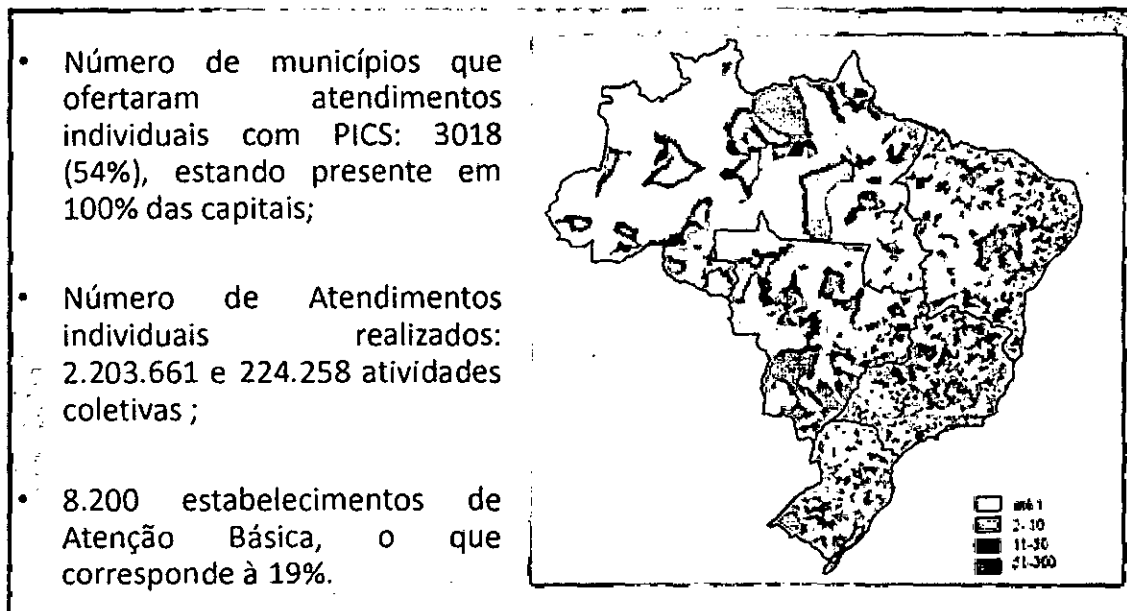 • Número de municípios que
ofertaram atendimentos
individuais com PICS: 3018
(54%), estando presente em
100% das capitais;
• Número de Atendimentos
individuais realizados:
2.203.661 e 224.258 atividades
coletivas ;
• 8.200 estabelecimentos de
Atenção Básica, o que
corresponde à 19%.
2-10